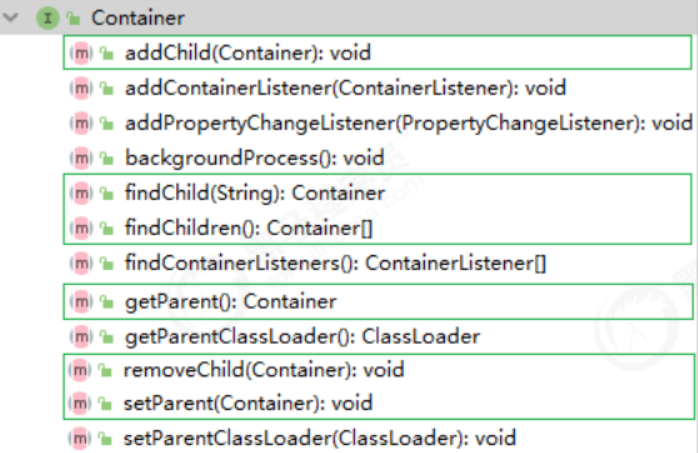 Container
addChild(Container): void
addContainerListener(ContainerListener): void
addPropertyChangeListener(PropertyChangeListener): void
backgroundProcess(): void
findChild(String): Container
findChildren(): Container[]
findContainerListeners(): ContainerListener[]
getParent(): Container
getParentClassLoader(): ClassLoader
removeChild(Container): void
setParent(Container): void
setParentClassLoader(ClassLoader): void